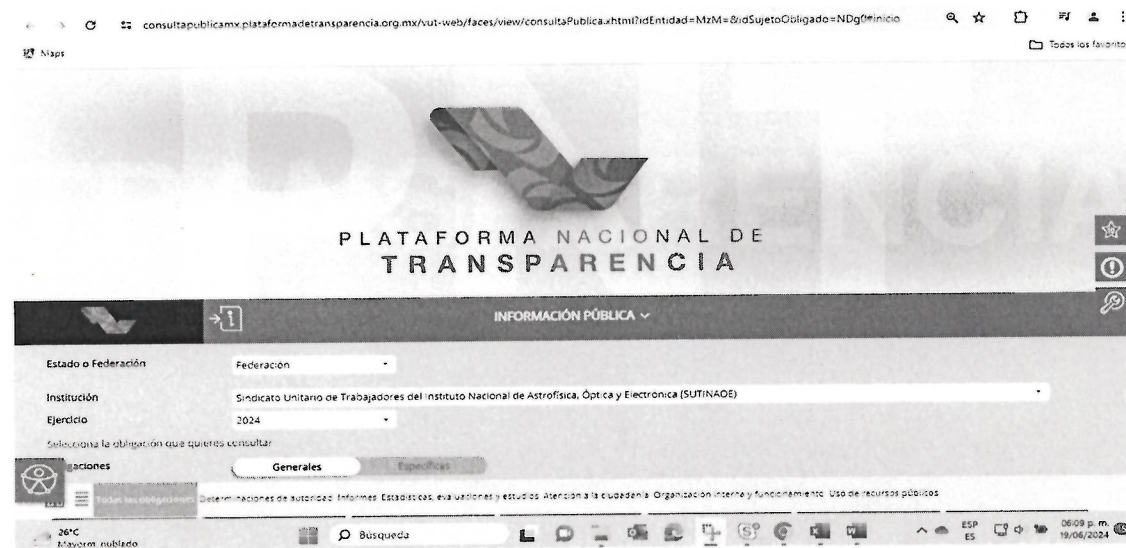 consultapublicamx.plataformadetransparencia.org.mx/vut-web/faces/view/consultaPublica.xhtml?idEntidad=MzM=&idSujetoObligado=NDg0#inicio
Maps
Todos los favorito
PLATAFORMA NACIONAL DE
TRANSPARENCIA
INFORMACIÓN PÚBLICA
Estado o Federación Federación
Institución Sindicato Unitario de Trabajadores del Instituto Nacional de Astrofísica, Óptica y Electrónica (SUTINAOE)
Ejercicio 2024
Selecciona la obligación que quieres consultar
gaciones Generales Específicas
Todas las obligaciones Determinaciones de autoridad Informes Estadísticas, evaluaciones y estudios Atención a la ciudadanía Organización interna y funcionamiento Uso de recursos públicos
26°C Búsqueda ESP 06:09 p. m.
Mayorm. nublado ES 19/06/2024